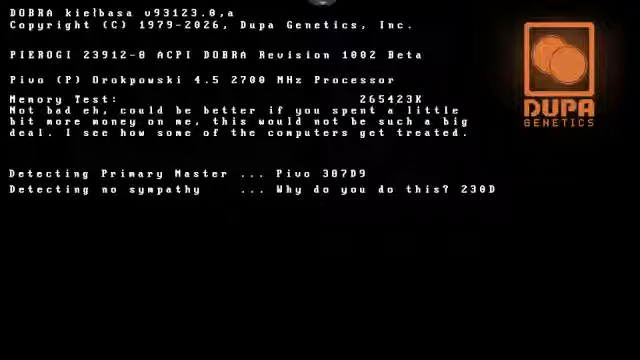 DOBRA kiełbasa v93123.0,a
Copyright (C) 1979-2026, Dupa Genetics, Inc.
PIEROGI 23912-8 ACPI DOBRA Revision 1002 Beta
Pivo (P) Orokpowski 4.5 2700 MHz Processor
Memory Test: 265423K
Not bad eh, could be better if you spent a little
bit more money on me, this would not be such a big
deal. I see how some of the computers get treated.
Detecting Primary Master ... Pivo 387D9
Detecting no sympathy ... Why do you do this? 230D
DUPA
GENETICS